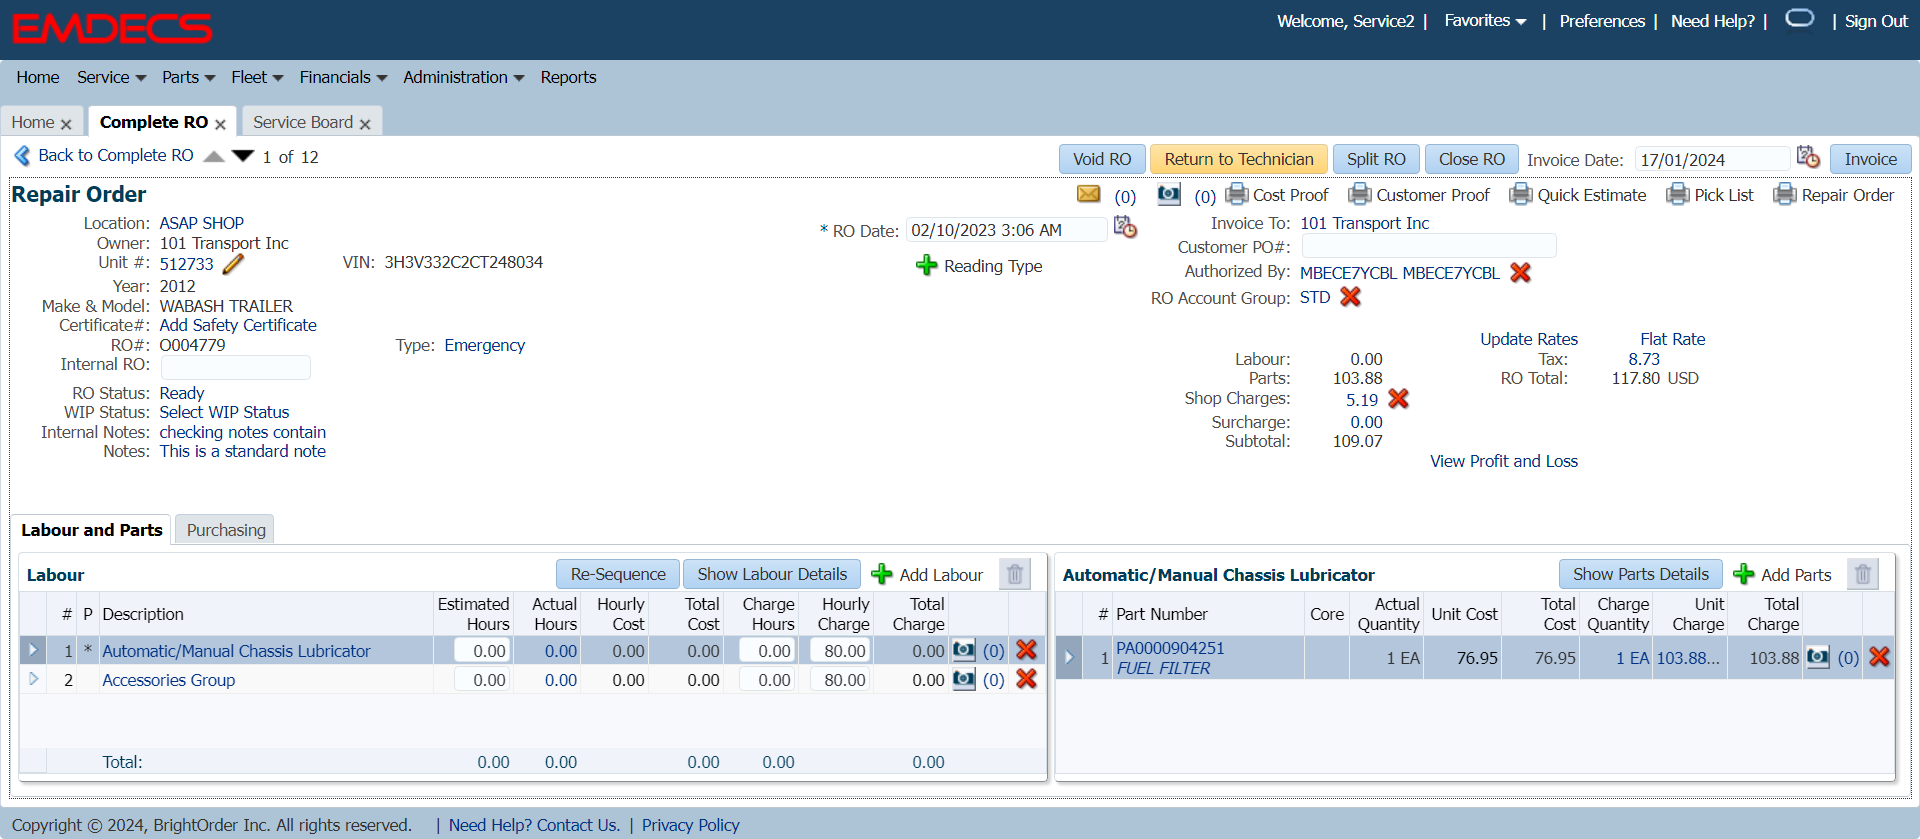 EMDECS
Welcome, Service2 | Favorites | Preferences | Need Help? | | Sign Out
Home Service Parts Fleet Financials Administration Reports
Home Complete RO Service Board
Back to Complete RO 1 of 12 Void RO Return to Technician Split RO Close RO Invoice Date: 17/01/2024 Invoice
Repair Order (0) (0) Cost Proof Customer Proof Quick Estimate Pick List Repair Order
Location: ASAP SHOP
Owner: 101 Transport Inc
Unit #: 512733 VIN: 3H3V332C2CT248034
Year: 2012
Make & Model: WABASH TRAILER
Certificate#: Add Safety Certificate
RO#: O004779 Type: Emergency
Internal RO:
RO Status: Ready
WIP Status: Select WIP Status
Internal Notes: checking notes contain
Notes: This is a standard note
* RO Date: 02/10/2023 3:06 AM
Reading Type
Invoice To: 101 Transport Inc
Customer PO#:
Authorized By: MBECE7YCBL MBECE7YCBL
RO Account Group: STD
Update Rates Flat Rate
Labour: 0.00 Tax: 8.73
Parts: 103.88 RO Total: 117.80 USD
Shop Charges: 5.19
Surcharge: 0.00
Subtotal: 109.07
View Profit and Loss
Labour and Parts Purchasing
Labour Re-Sequence Show Labour Details Add Labour
# P Description Estimated Hours Actual Hours Hourly Cost Total Cost Charge Hours Hourly Charge Total Charge
1 * Automatic/Manual Chassis Lubricator 0.00 0.00 0.00 0.00 0.00 80.00 0.00 (0)
2 Accessories Group 0.00 0.00 0.00 0.00 0.00 80.00 0.00 (0)
Total: 0.00 0.00 0.00 0.00 0.00
Automatic/Manual Chassis Lubricator Show Parts Details Add Parts
# Part Number Core Actual Quantity Unit Cost Total Cost Charge Quantity Unit Charge Total Charge
1 PA0000904251 1 EA 76.95 76.95 1 EA 103.88... 103.88 (0)
FUEL FILTER
Copyright © 2024, BrightOrder Inc. All rights reserved. | Need Help? Contact Us. | Privacy Policy